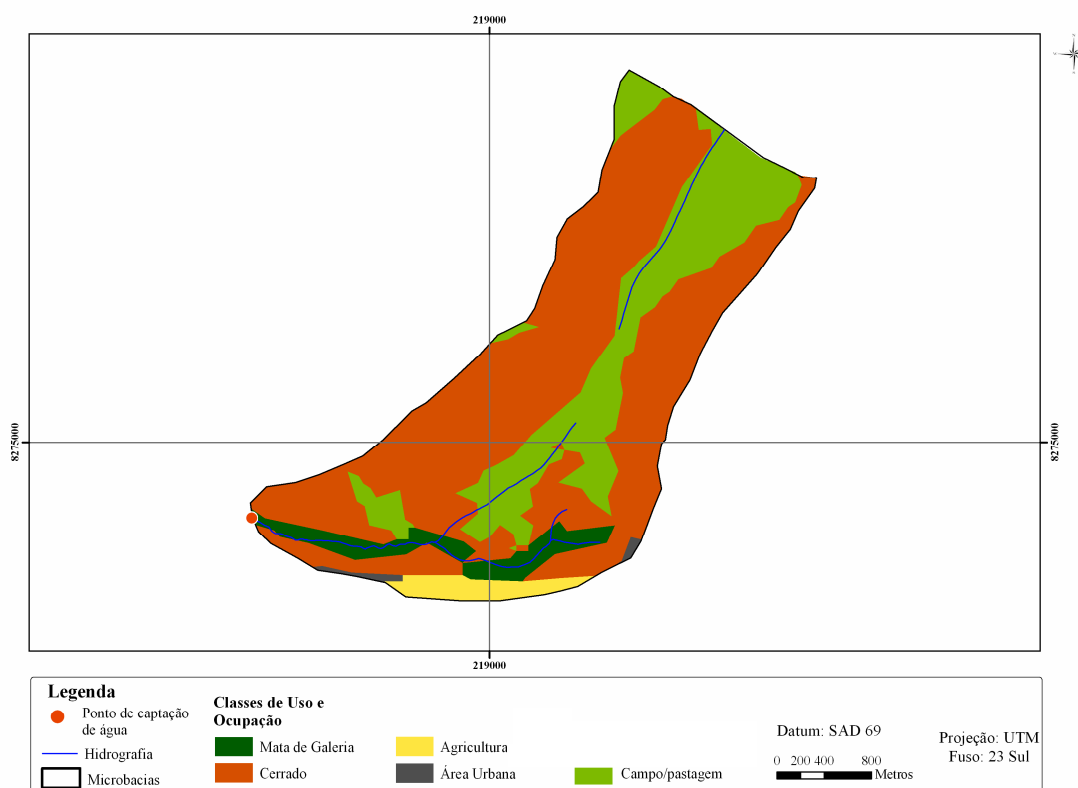 219000
8275000
8275000
219000
Legenda
Ponto de captação
de água
Hidrografia
Microbacias
Classes de Uso e
Ocupação
Mata de Galeria
Cerrado
Agricultura
Área Urbana
Campo/pastagem
Datum: SAD 69
0 200 400 800
Metros
Projeção: UTM
Fuso: 23 Sul